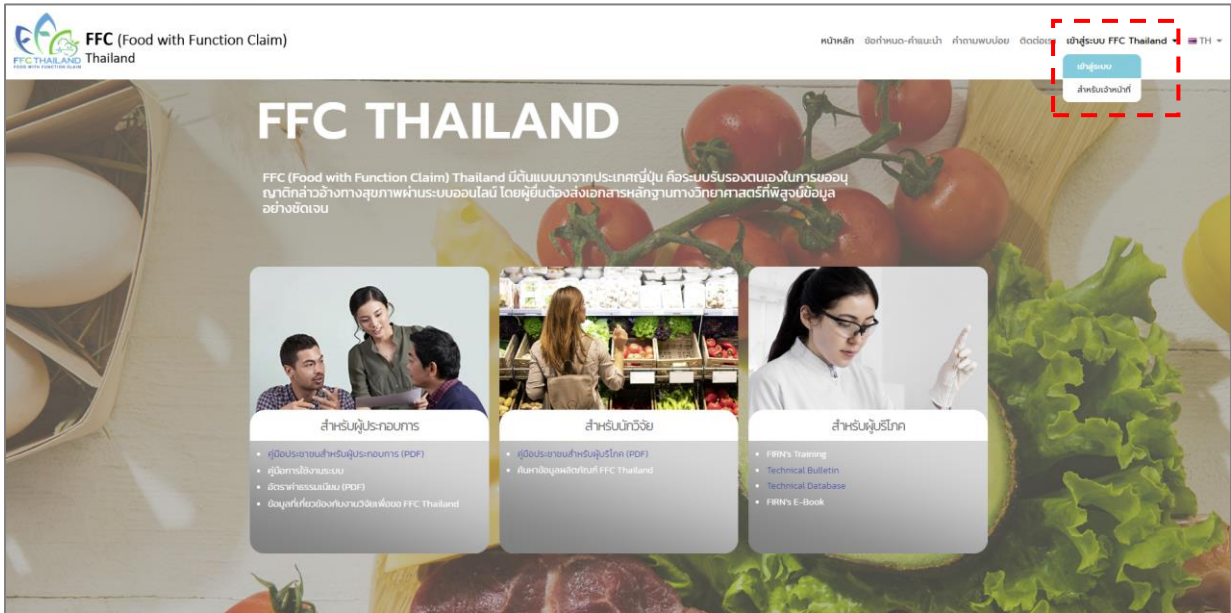 FFC (Food with Function Claim)
Thailand
FFC THAILAND
FOOD WITH FUNCTION CLAIM
หน้าหลัก ข้อกำหนด-คำแนะนำ คำถามพบบ่อย ติดต่อเรา เข้าสู่ระบบ FFC Thailand TH
เข้าสู่ระบบ
สำหรับเจ้าหน้าที่
FFC THAILAND
FFC (Food with Function Claim) Thailand มีต้นแบบมาจากประเทศญี่ปุ่น คือระบบรับรองตนเองในการขออนุ
ญาติกล่าวอ้างทางสุขภาพผ่านระบบออนไลน์ โดยผู้ยื่นต้องส่งเอกสารหลักฐานทางวิทยาศาสตร์ที่พิสูจน์ข้อมูล
อย่างชัดเจน
สำหรับผู้ประกอบการ
• คู่มือประชาชนสำหรับผู้ประกอบการ (PDF)
• คู่มือการใช้งานระบบ
• อัตราค่าธรรมเนียม (PDF)
• ข้อมูลที่เกี่ยวข้องกับงานวิจัยเพื่อขอ FFC Thailand
สำหรับนักวิจัย
• คู่มือประชาชนสำหรับผู้บริโภค (PDF)
• ค้นหาข้อมูลผลิตภัณฑ์ FFC Thailand
สำหรับผู้บริโภค
• FIRN's Training
• Technical Bulletin
• Technical Database
• FIRN's E-Book